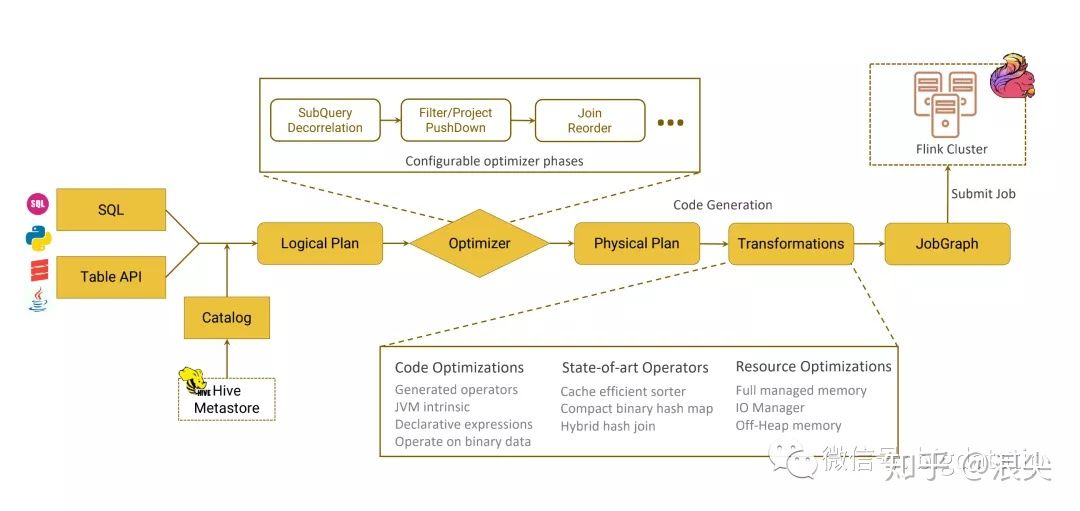 SubQuery
Decorrelation
Filter/Project
PushDown
Join
Reorder
Configurable optimizer phases
Flink Cluster
Submit Job
Code Generation
SQL
SQL
Table API
Logical Plan
Optimizer
Physical Plan
Transformations
JobGraph
Catalog
HIVE
Hive
Metastore
Code Optimizations
Generated operators
JVM intrinsic
Declarative expressions
Operate on binary data
State-of-art Operators
Cache efficient sorter
Compact binary hash map
Hybrid hash join
Resource Optimizations
Full managed memory
IO Manager
Off-Heap memory
微信号
知乎 @浪尖